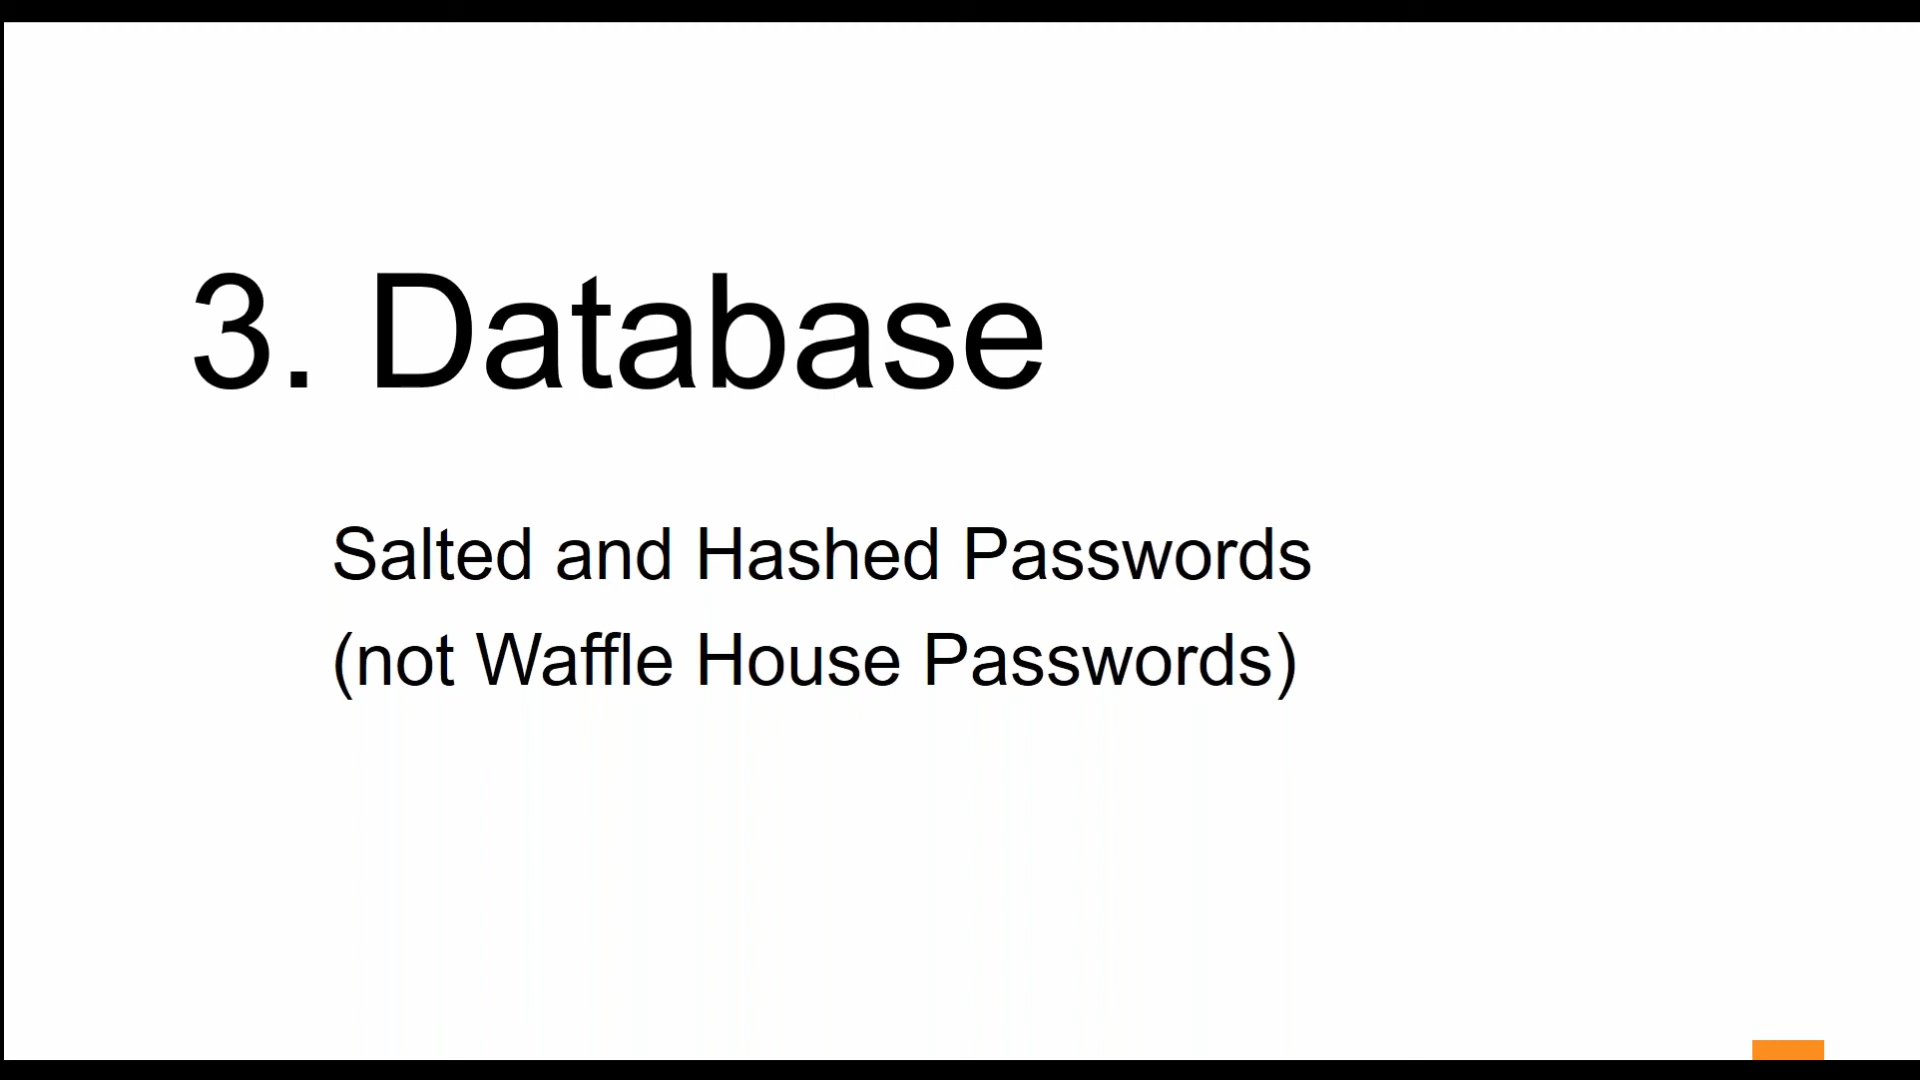 3. Database
Salted and Hashed Passwords
(not Waffle House Passwords)